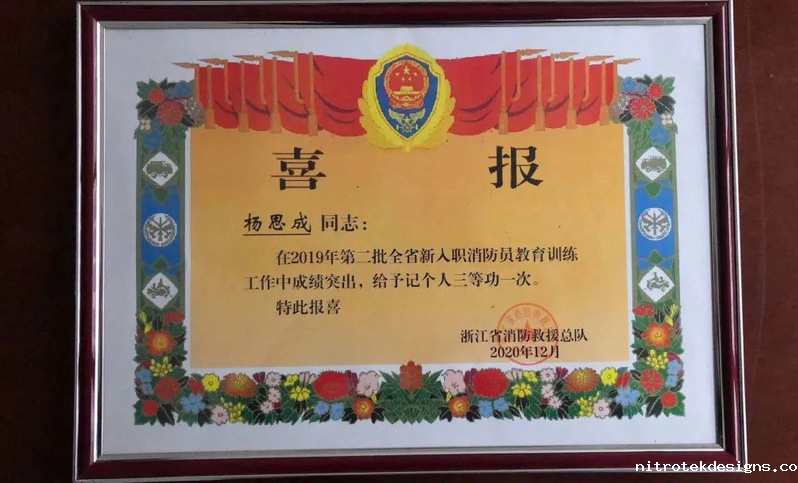 喜 报
杨思成 同志：
在2019年第二批全省新入职消防员教育训练
工作中成绩突出，给予记个人三等功一次。
特此报喜
浙江省消防救援总队
2020年12月
nitrotekdesigns.co